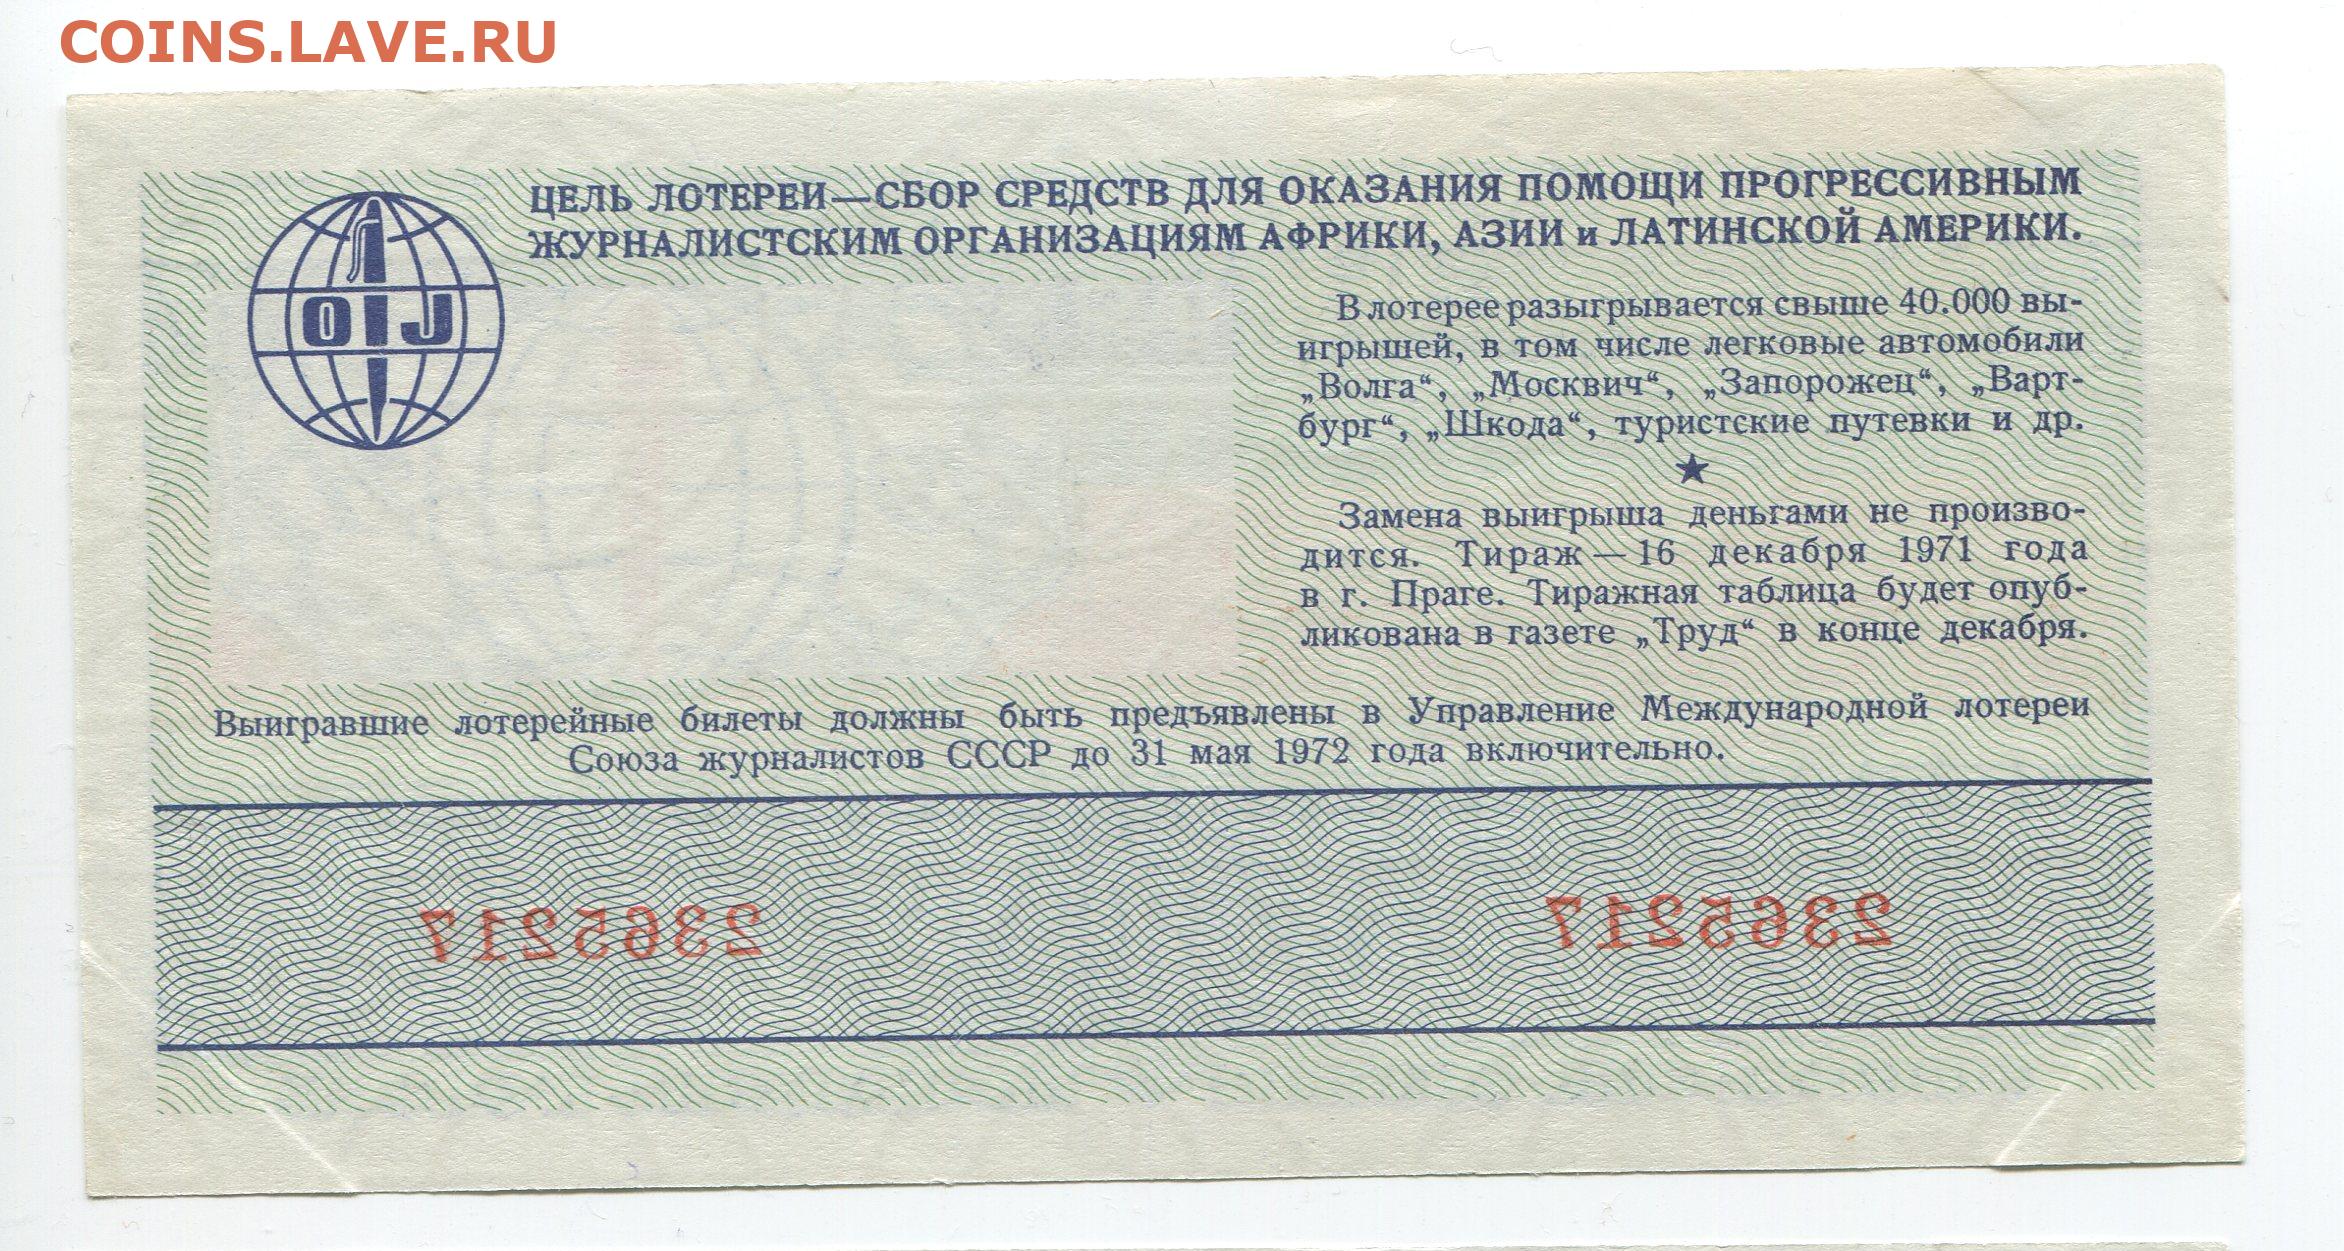 COINS.LAVE.RU
ЦЕЛЬ ЛОТЕРЕИ—СБОР СРЕДСТВ ДЛЯ ОКАЗАНИЯ ПОМОЩИ ПРОГРЕССИВНЫМ
ЖУРНАЛИСТСКИМ ОРГАНИЗАЦИЯМ АФРИКИ, АЗИИ и ЛАТИНСКОЙ АМЕРИКИ.
OIJ
В лотерее разыгрывается свыше 40.000 вы-
игрышей, в том числе легковые автомобили
„Волга“, „Москвич“, „Запорожец“, „Варт-
бург“, „Шкода“, туристские путевки и др.
★
Замена выигрыша деньгами не произво-
дится. Тираж — 16 декабря 1971 года
в г. Праге. Тиражная таблица будет опуб-
ликована в газете „Труд“ в конце декабря.
Выигравшие лотерейные билеты должны быть предъявлены в Управление Международной лотереи
Союза журналистов СССР до 31 мая 1972 года включительно.
2365217 2365217